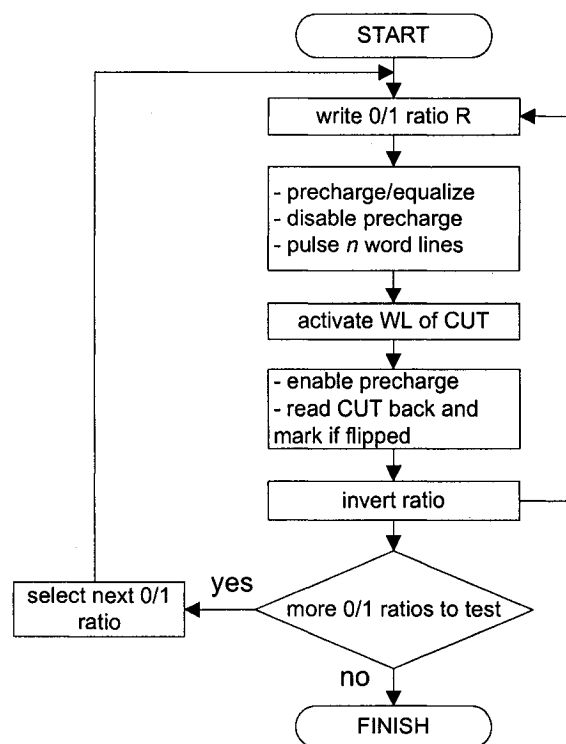 START
write 0/1 ratio R
- precharge/equalize
- disable precharge
- pulse n word lines
activate WL of CUT
- enable precharge
- read CUT back and
mark if flipped
invert ratio
yes
select next 0/1
ratio
more 0/1 ratios to test
no
FINISH